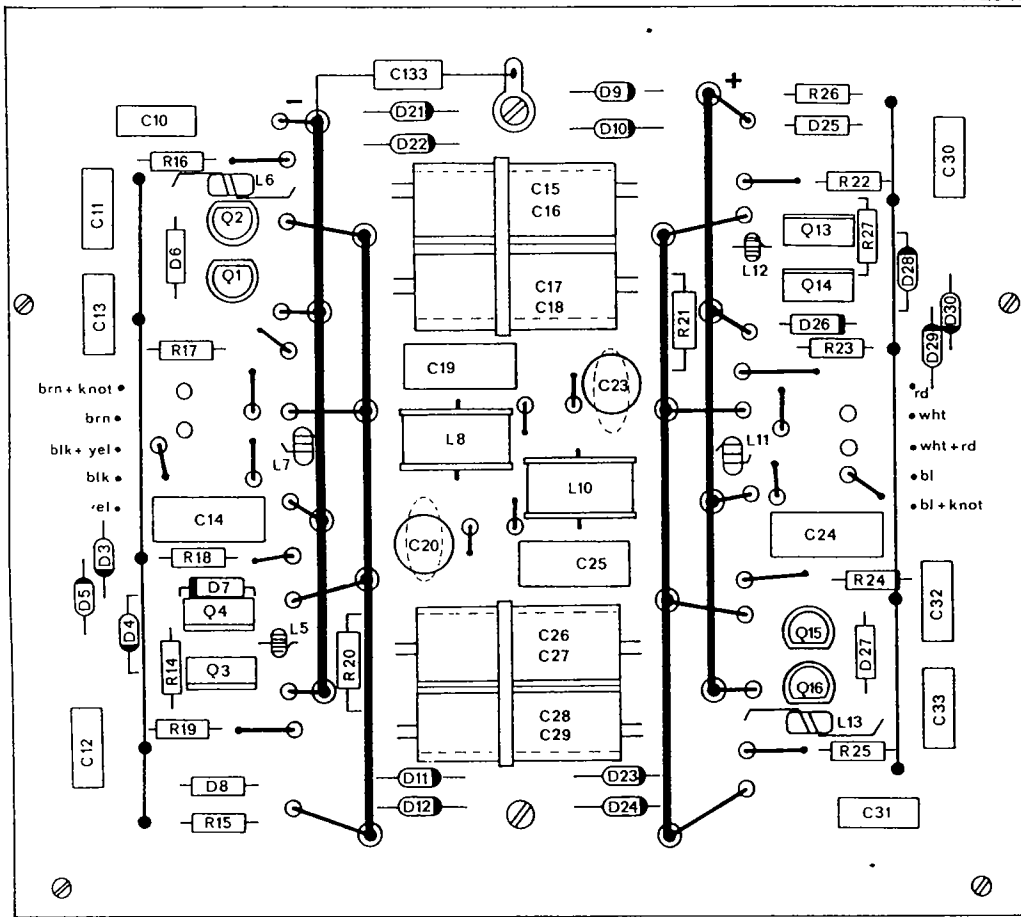 C133
D9
+
R26
-
D21
C10
D22
D10
D25
C30
R16
L6
C15
C16
R22
C11
Q2
Q13
R27
D6
L12
D28
Q1
C17
C18
Q14
C13
R21
D26
D30
R17
R23
D29
C19
C23
brn + knot
rd
brn
wht
L8
blk + yel
L7
L11
wht + rd
blk
L10
bl
yel
bl + knot
C14
C24
D3
C20
R18
C25
D5
D7
R24
C32
Q4
D4
L5
C26
C27
Q15
R14
R20
D27
Q3
Q16
C33
C12
R19
C28
C29
L13
R25
D8
D11
D23
R15
D12
D24
C31